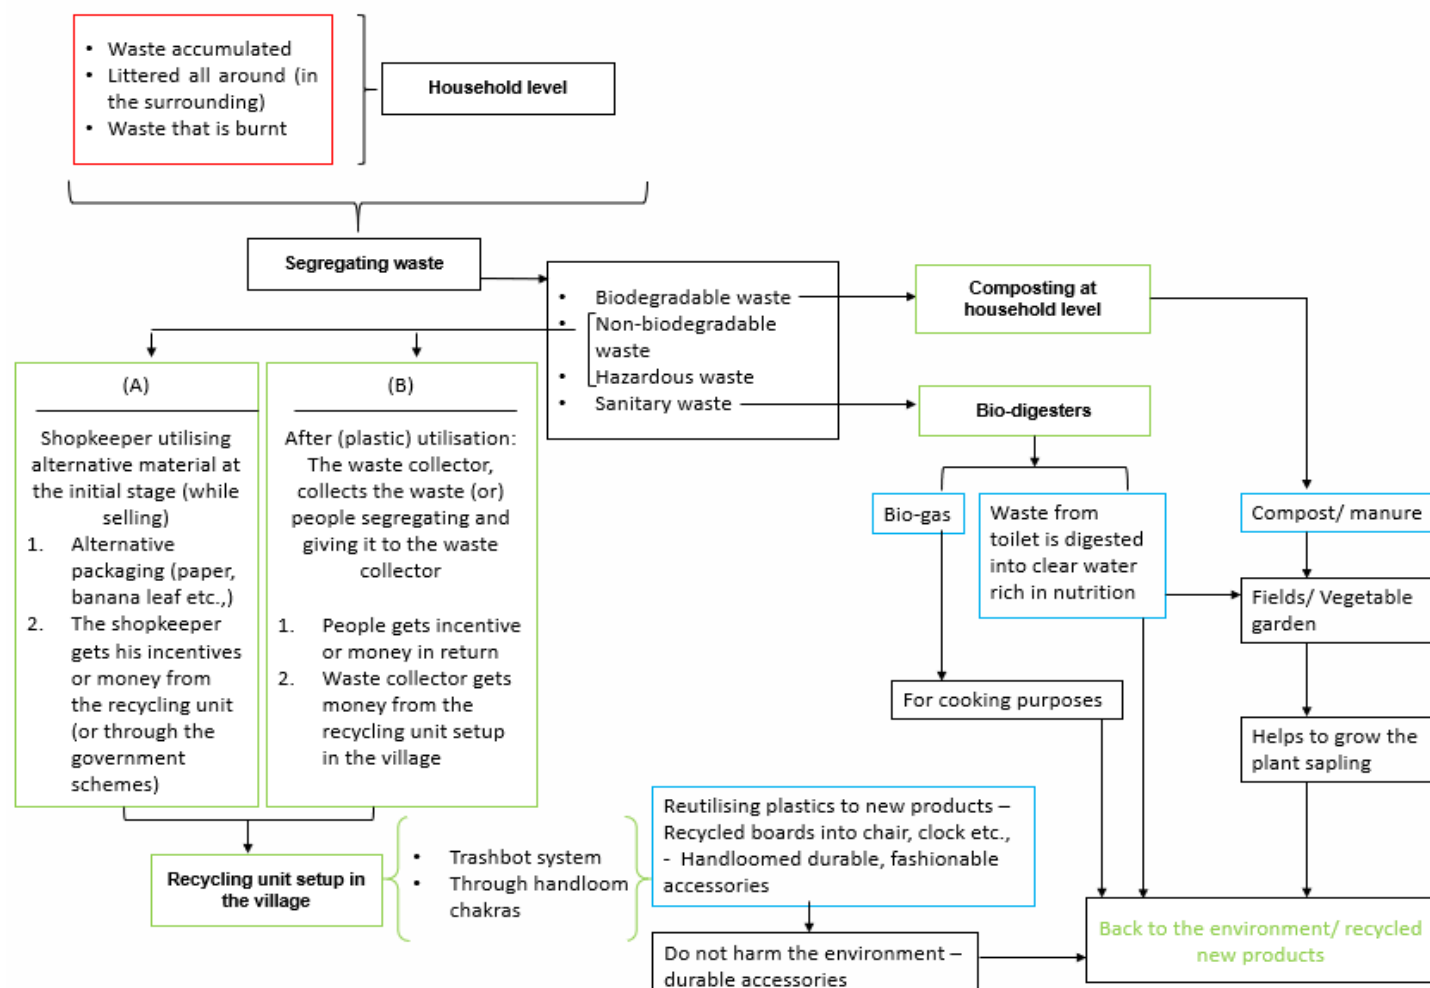 • Waste accumulated
• Littered all around (in
the surrounding)
• Waste that is burnt
Household level
Segregating waste
• Biodegradable waste
• Non-biodegradable
waste
• Hazardous waste
• Sanitary waste
Composting at
household level
Bio-digesters
(A)
Shopkeeper utilising
alternative material at
the initial stage (while
selling)
1. Alternative
packaging (paper,
banana leaf etc.,)
2. The shopkeeper
gets his incentives
or money from
the recycling unit
(or through the
government
schemes)
(B)
After (plastic) utilisation:
The waste collector,
collects the waste (or)
people segregating and
giving it to the waste
collector
1. People gets incentive
or money in return
2. Waste collector gets
money from the
recycling unit setup
in the village
Bio-gas
Waste from
toilet is digested
into clear water
rich in nutrition
Compost/ manure
Fields/ Vegetable
garden
For cooking purposes
Helps to grow the
plant sapling
Recycling unit setup in
the village
• Trashbot system
• Through handloom
chakras
Reutilising plastics to new products –
Recycled boards into chair, clock etc.,
- Handloomed durable, fashionable
accessories
Do not harm the environment –
durable accessories
Back to the environment/ recycled
new products